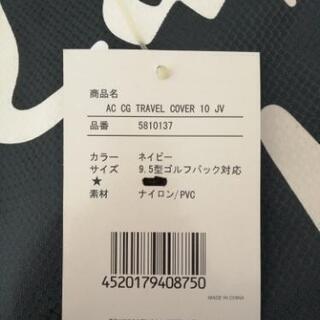 商品名
AC CG TRAVEL COVER 10 JV
品番 5810137
カラー ネイビー
サイズ 9.5型ゴルフバック対応
★
素材 ナイロン/PVC
4520179408750
MADE IN CHINA